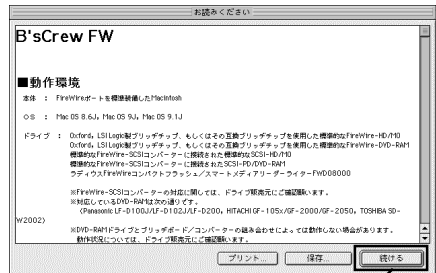 お読みください
B'sCrew FW
■動作環境
本体 : FireWireポートを標準装備したMacintosh
OS : Mac OS 8.6J, Mac OS 9J, Mac OS 9.1J
ドライブ : Oxford, LSI Logic製ブリッヂチップ、もしくはその互換ブリッヂチップを使用した標準的なFireWire-HD/MO
Oxford, LSI Logic製ブリッヂチップ、もしくはその互換ブリッヂチップを使用した標準的なFireWire-DVD-RAM
標準的なFireWire-SCSIコンバーターに接続された標準的なSCSI-HD/MO
標準的なFireWire-SCSIコンバーターに接続されたSCSI-PD/DVD-RAM
ラディウスFireWireコンパクトフラッシュ/スマートメディアリーダーライターFWD08000
※FireWire-SCSIコンバーターの対応に関しては、ドライブ販売元にご確認願います。
※対応しているDVD-RAMは次の通りです。
(Panasonic LF-D100J/LF-D102J/LF-D200, HITACHI GF-105x/GF-2000/GF-2050, TOSHIBA SD-
W2002)
※DVD-RAMドライブとブリッヂボード/コンバーターの組み合わせによっては動作しない場合があります。
動作状況については、ドライブ販売元にご確認願います。
プリント... 保存... 続ける